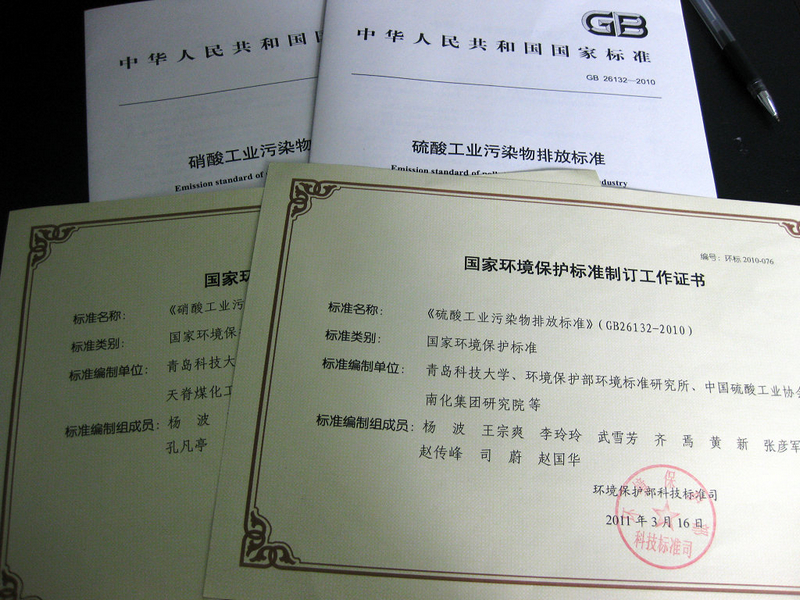 中华人民共和国国
硝酸工业污染物
Emission standard of
GB
中华人民共和国国家标准
GB 26132—2010
硫酸工业污染物排放标准
Emission standard of
dustry
国家环
标准名称： 《硝酸工业污
标准类别： 国家环境保
标准编制单位： 青岛科技大
天脊煤化工
标准编制组成员： 杨 波
孔凡亭
编号：环标 2010-076
国家环境保护标准制订工作证书
标准名称： 《硫酸工业污染物排放标准》（GB26132-2010）
标准类别： 国家环境保护标准
标准编制单位： 青岛科技大学、环境保护部环境标准研究所、中国硫酸工业协会
南化集团研究院 等
标准编制组成员： 杨 波 王宗爽 李玲玲 武雪芳 齐 焉 黄 新 张彦军
赵传峰 司 蔚 赵国华
环境保护部科技标准司
2011 年 3 月 16 日
科技标准司